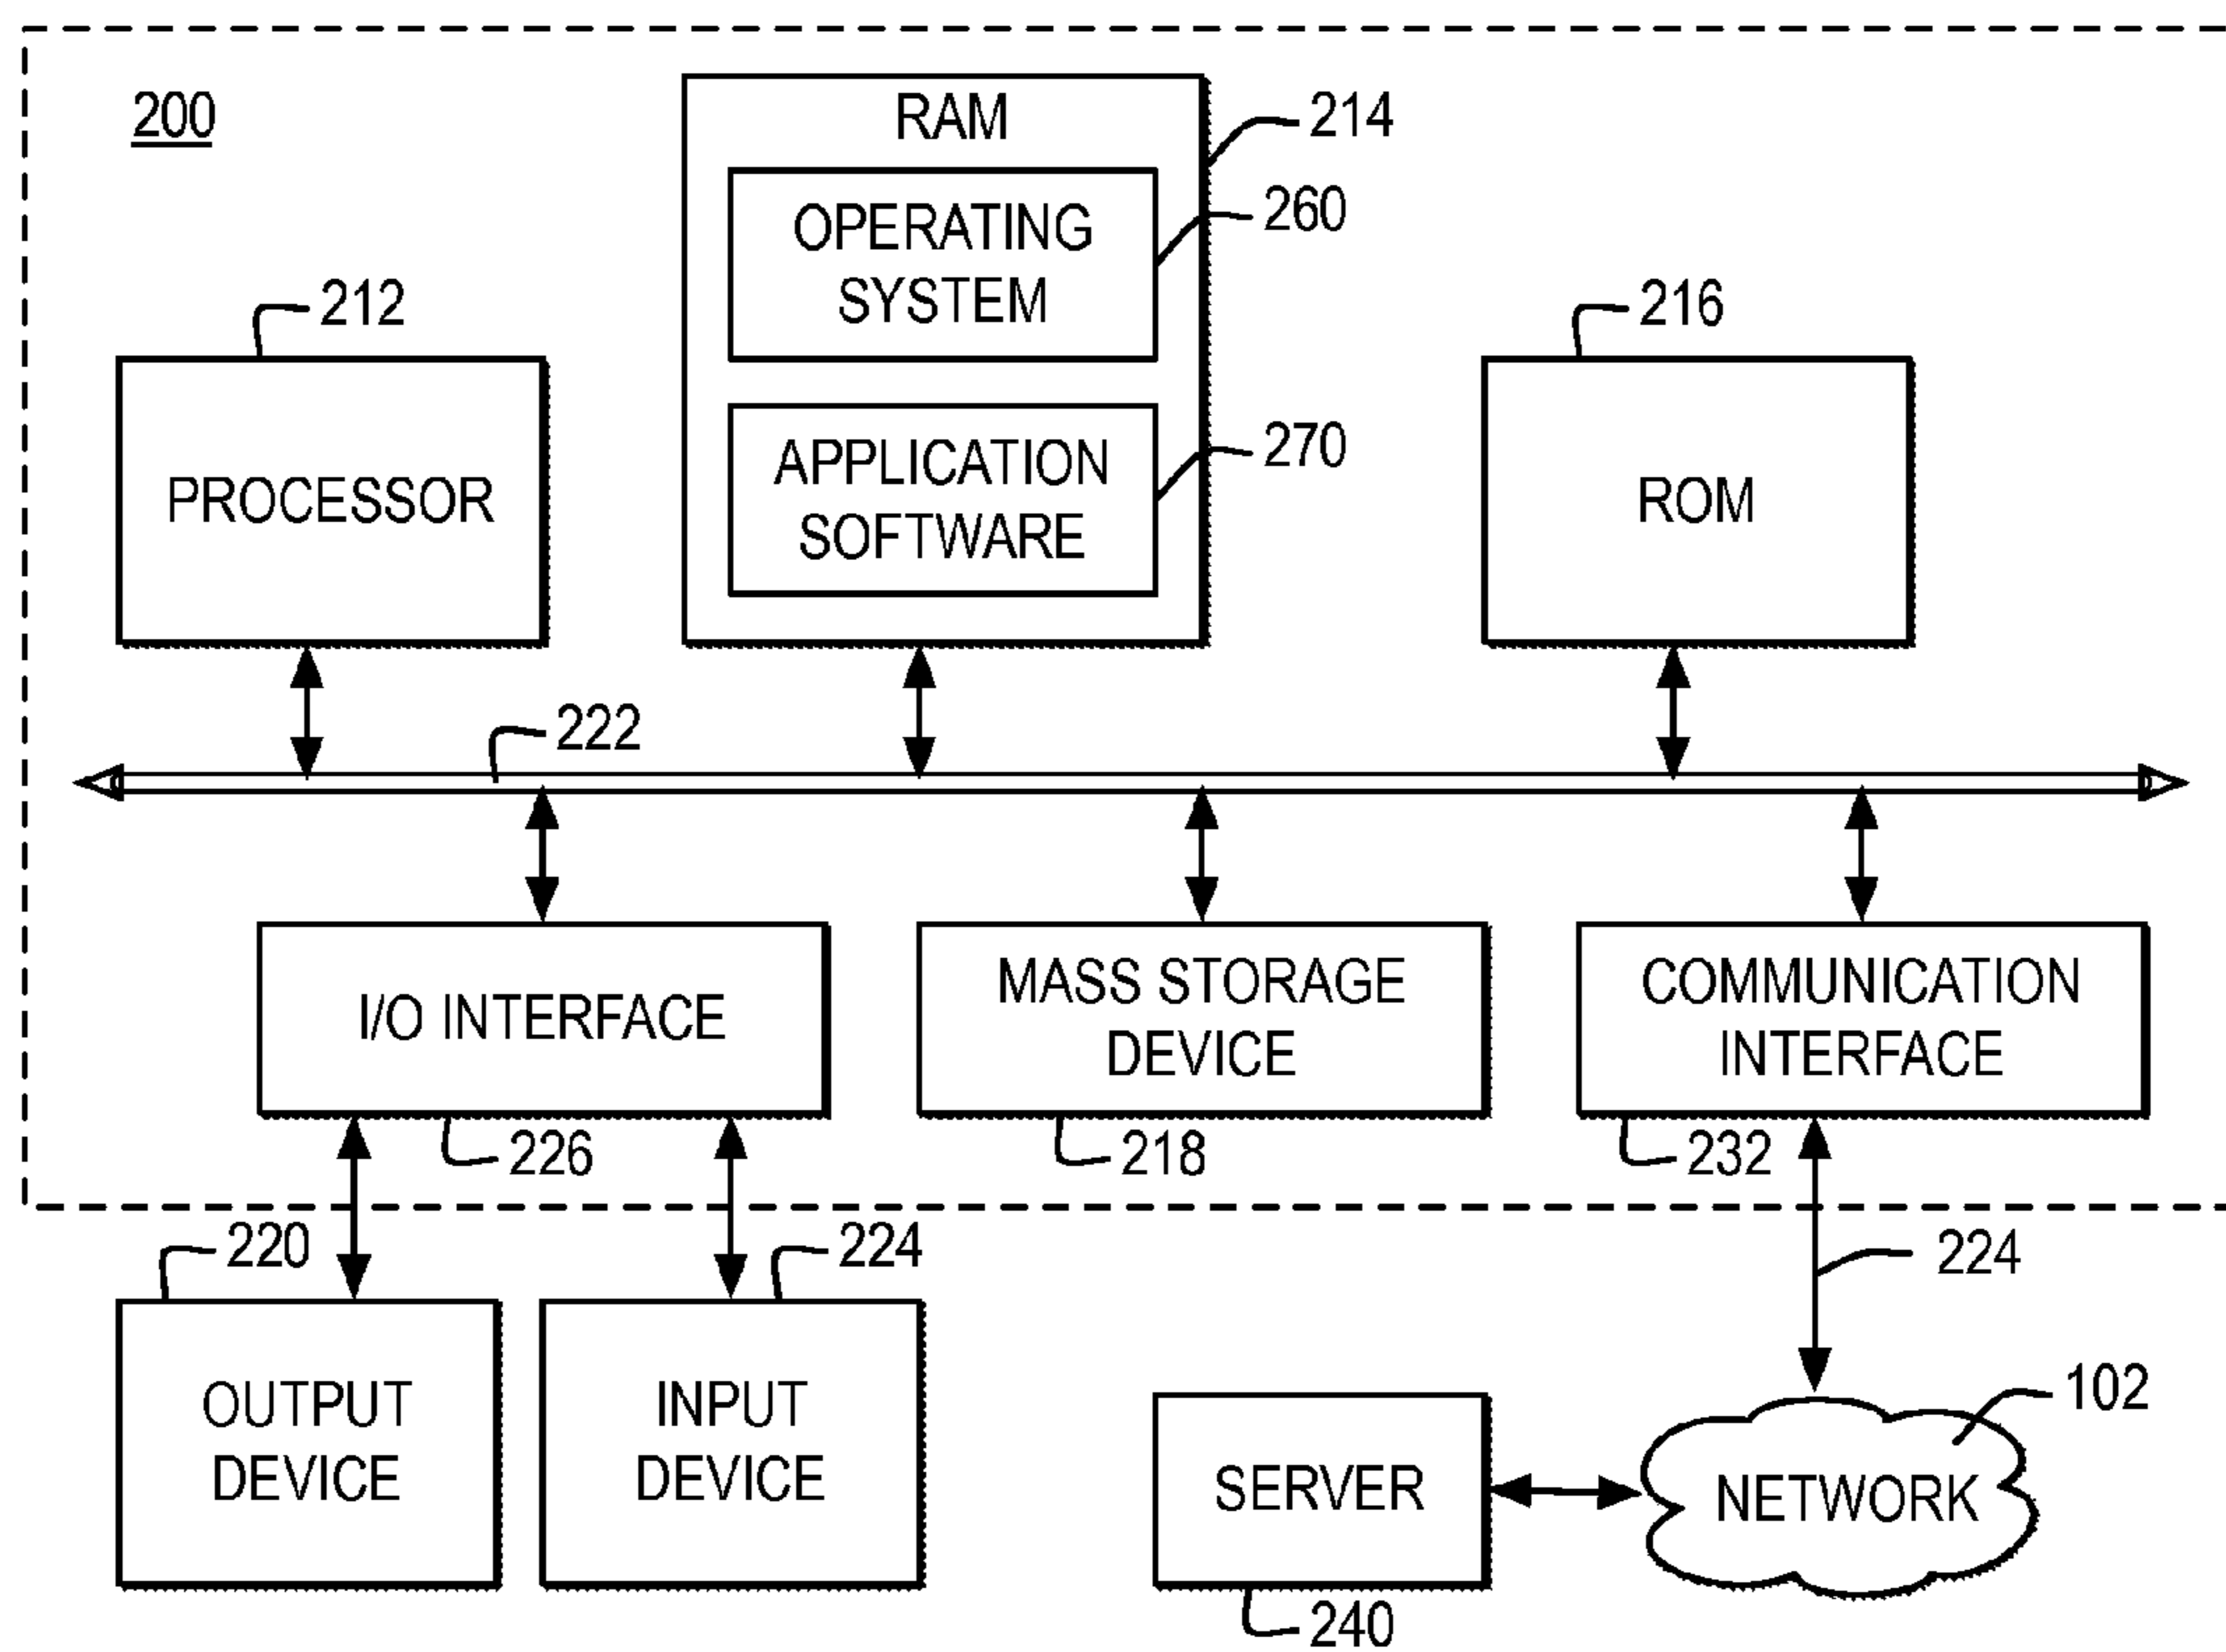 200
RAM
214
OPERATING
SYSTEM
260
212
216
PROCESSOR
APPLICATION
SOFTWARE
270
ROM
222
I/O INTERFACE
MASS STORAGE
DEVICE
COMMUNICATION
INTERFACE
226
218
232
220
224
224
OUTPUT
DEVICE
INPUT
DEVICE
SERVER
102
NETWORK
240